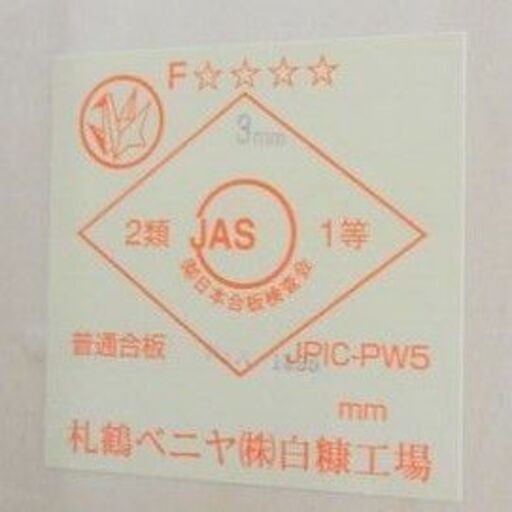 F☆☆☆☆
3mm
2類 JAS 1等
㈶日本合板検査会
普通合板 JPIC-PW5
mm
札鶴ベニヤ㈱白糠工場